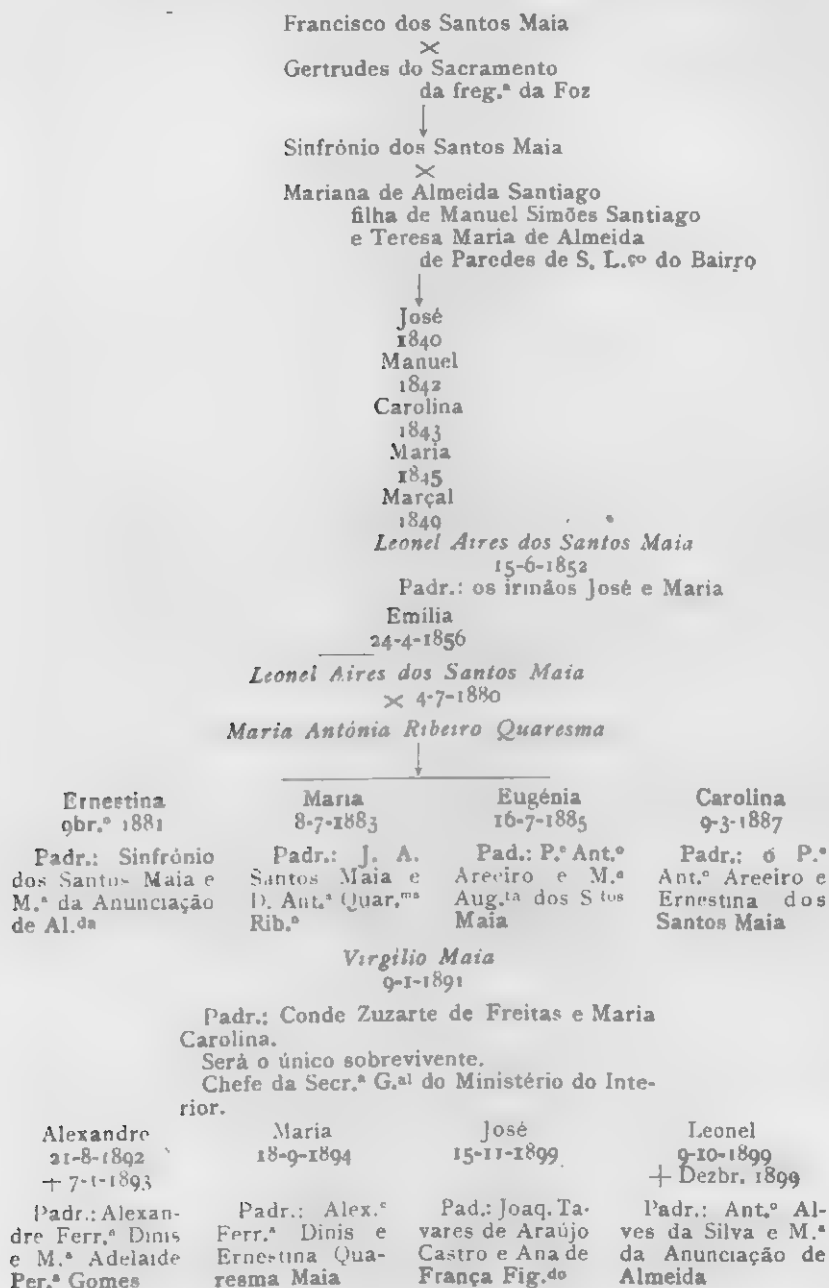 Francisco dos Santos Maia
×
Gertrudes do Sacramento
da freg.ª da Foz
Sinfrónio dos Santos Maia
×
Mariana de Almeida Santiago
filha de Manuel Simões Santiago
e Teresa Maria de Almeida
de Paredes de S. L.ço do Bairro
José
1840
Manuel
1842
Carolina
1843
Maria
1845
Marçal
1849
Leonel Aires dos Santos Maia
15-6-1852
Padr.: os irmãos José e Maria
Emília
24-4-1856
Leonel Aires dos Santos Maia
× 4-7-1880
Maria Antónia Ribeiro Quaresma
Ernestina
9br.º 1881
Padr.: Sinfrónio
dos Santos Maia e
M.ª da Anunciação
de Al.da
Maria
8-7-1883
Padr.: J. A.
Santos Maia e
D. Ant.ª Quar.ma
Rib.º
Eugénia
16-7-1885
Pad.: P.e Ant.º
Areeiro e M.ª
Aug.ta dos S.tos
Maia
Carolina
9-3-1887
Padr.: ó P.e
Ant.º Areeiro e
Ernestina dos
Santos Maia
Virgílio Maia
9-1-1891
Padr.: Conde Zuzarte de Freitas e Maria
Carolina.
Será o único sobrevivente.
Chefe da Secr.ª G.al do Ministério do Inte-
rior.
Alexandre
21-8-1892
+ 7-1-1893
Padr.: Alexan-
dre Ferr.ª Dinis
e M.ª Adelaide
Per.ª Gomes
Maria
18-9-1894
Padr.: Alex.e
Ferr.ª Dinis e
Ernestina Qua-
resma Maia
José
15-11-1899
Pad.: Joaq. Ta-
vares de Araújo
Castro e Ana de
França Fig.do
Leonel
9-10-1899
+ Dezbr. 1899
Padr.: Ant.º Al-
ves da Silva e M.ª
da Anunciação de
Almeida